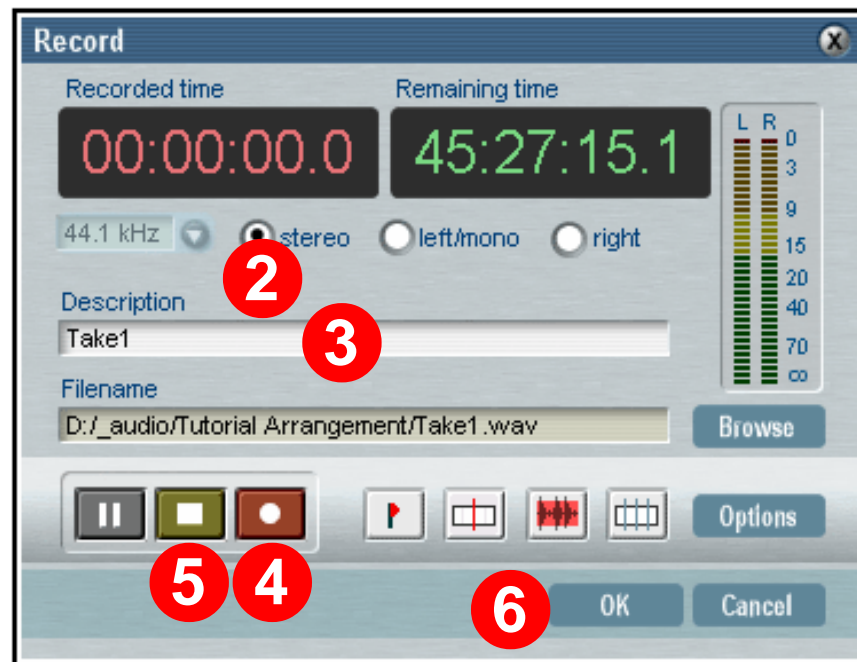 Record
Recorded time Remaining time
00:00:00.0 45:27:15.1
L R
0
3
9
15
20
40
70
∞
44.1 kHz stereo left/mono right
2
Description
Take1
3
Filename
D:/_audio/Tutorial Arrangement/Take1.wav Browse
Options
5 4
6 OK Cancel